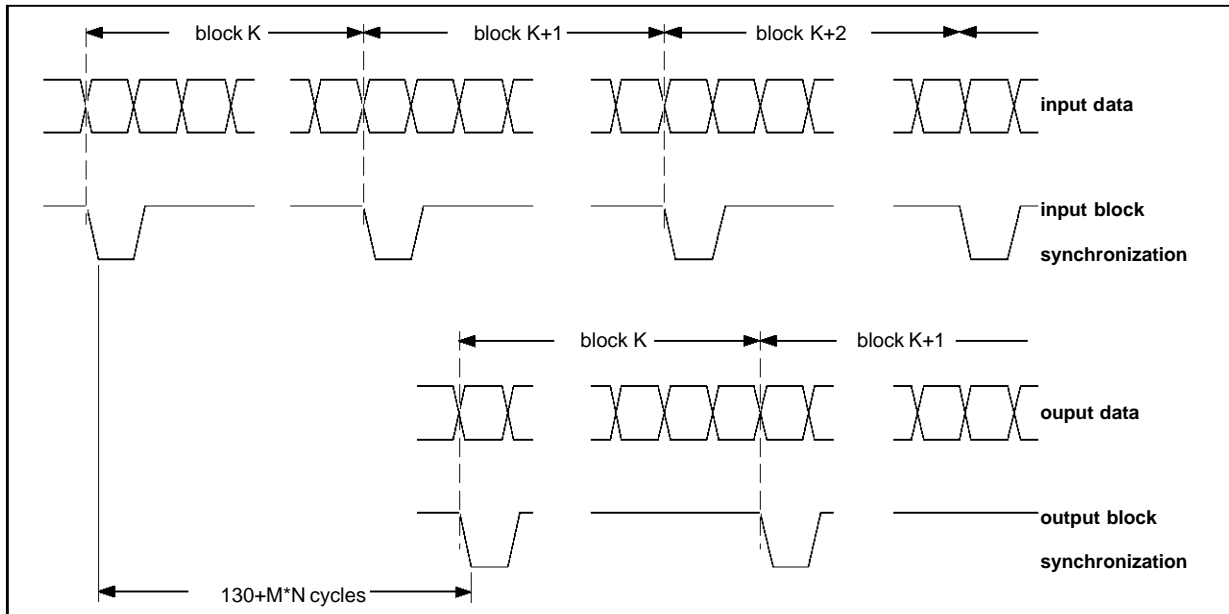 block K
block K+1
block K+2
input data
input block
synchronization
block K
block K+1
ouput data
output block
synchronization
130+M*N cycles